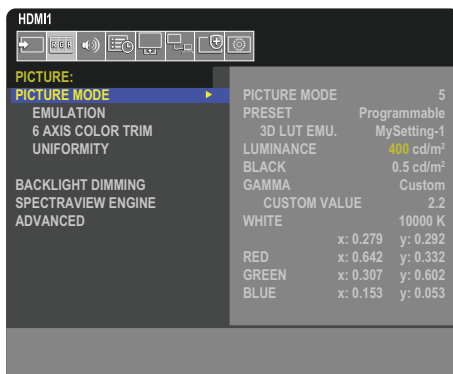 HDMI1
PICTURE:
PICTURE MODE
EMULATION
6 AXIS COLOR TRIM
UNIFORMITY
BACKLIGHT DIMMING
SPECTRAVIEW ENGINE
ADVANCED
PICTURE MODE 5
PRESET Programmable
3D LUT EMU. MySetting-1
LUMINANCE 400 cd/m²
BLACK 0.5 cd/m²
GAMMA Custom
CUSTOM VALUE 2.2
WHITE 10000 K
x: 0.279 y: 0.292
RED x: 0.642 y: 0.332
GREEN x: 0.307 y: 0.602
BLUE x: 0.153 y: 0.053